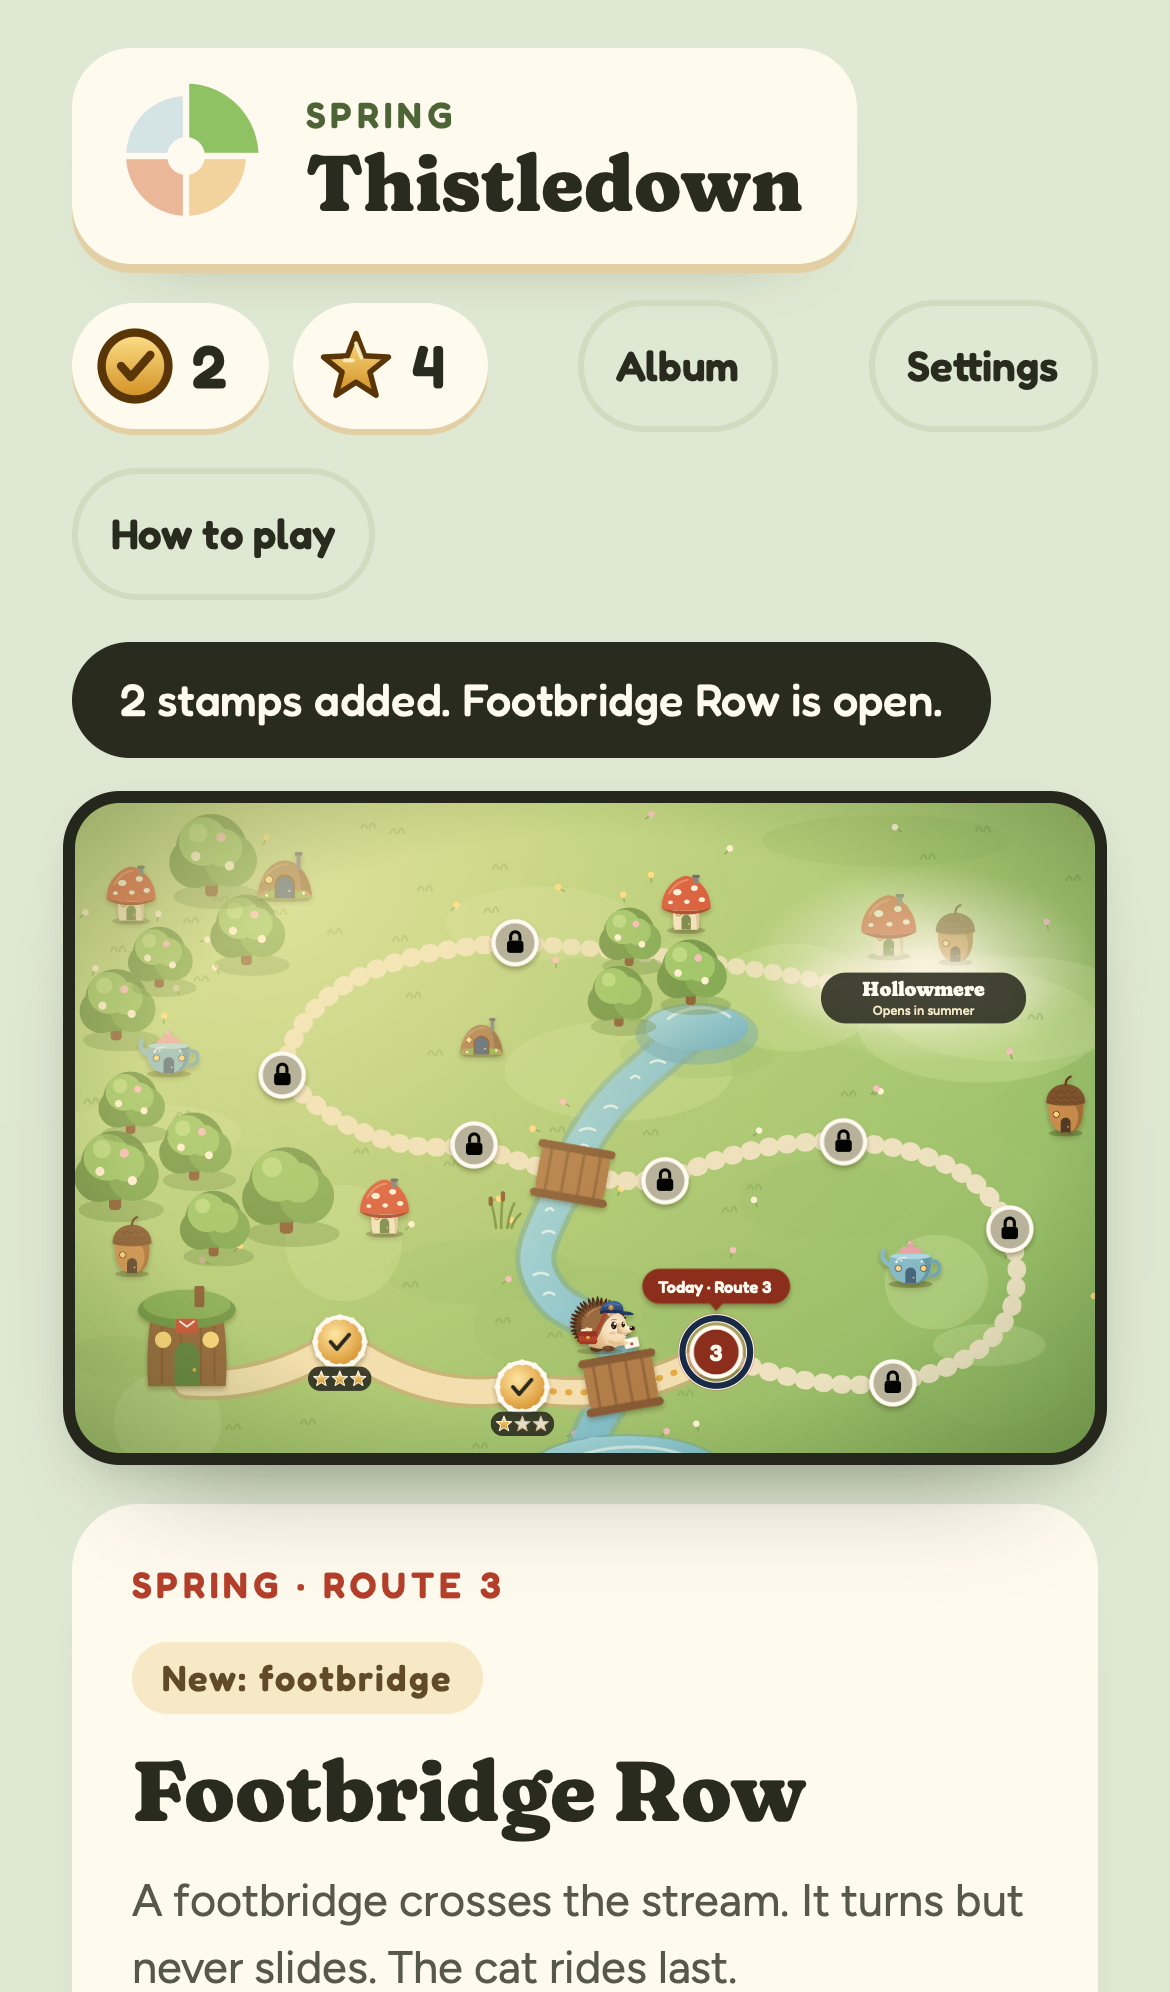 SPRING
Thistledown
2
4
Album
Settings
How to play
2 stamps added. Footbridge Row is open.
Hollowmere
Opens in summer
Today · Route 3
3
SPRING · ROUTE 3
New: footbridge
Footbridge Row
A footbridge crosses the stream. It turns but
never slides. The cat rides last.